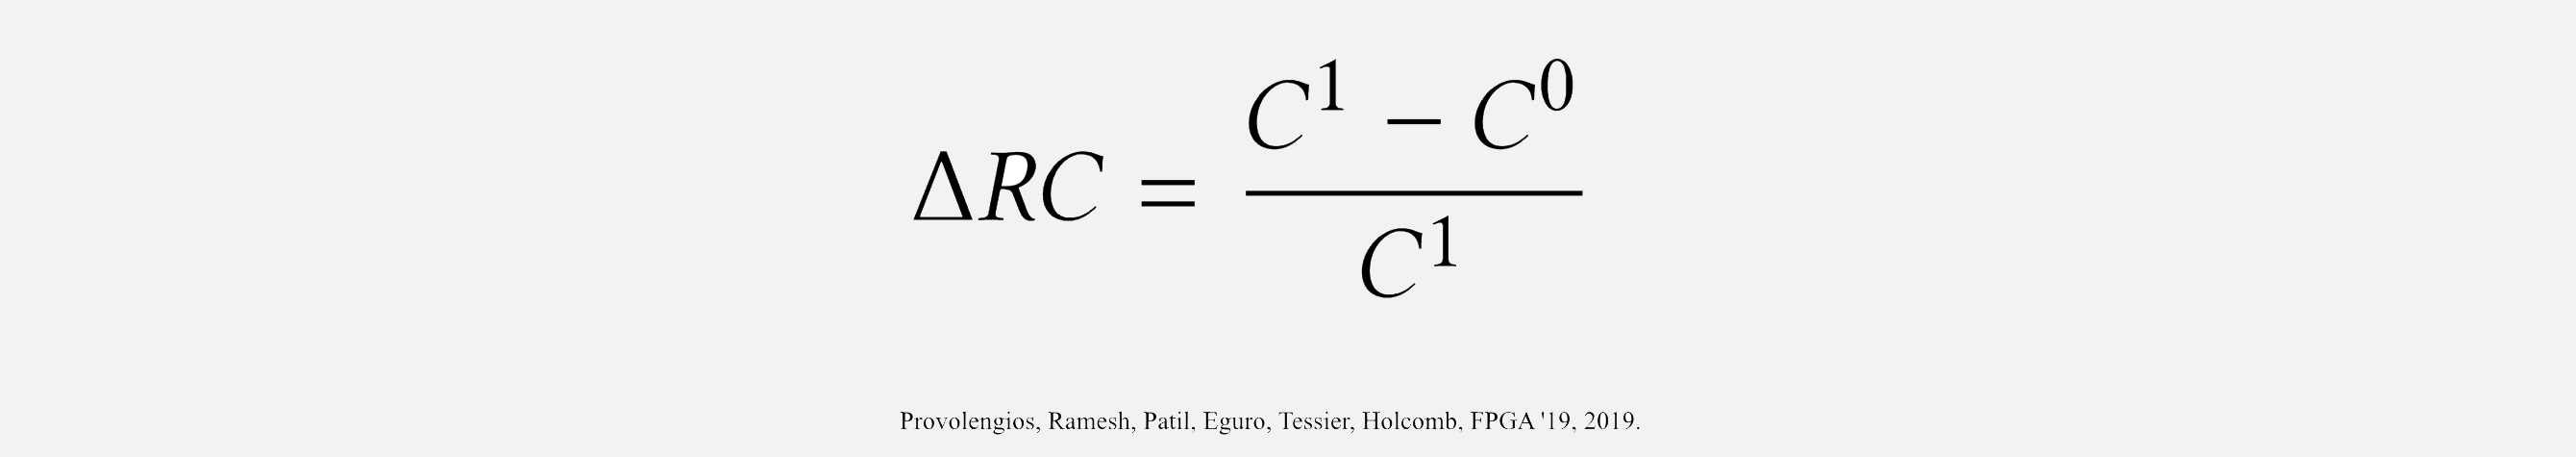 ΔRC = (C¹ − C⁰) / C¹
Provolengios, Ramesh, Patil, Eguro, Tessier, Holcomb, FPGA '19, 2019.